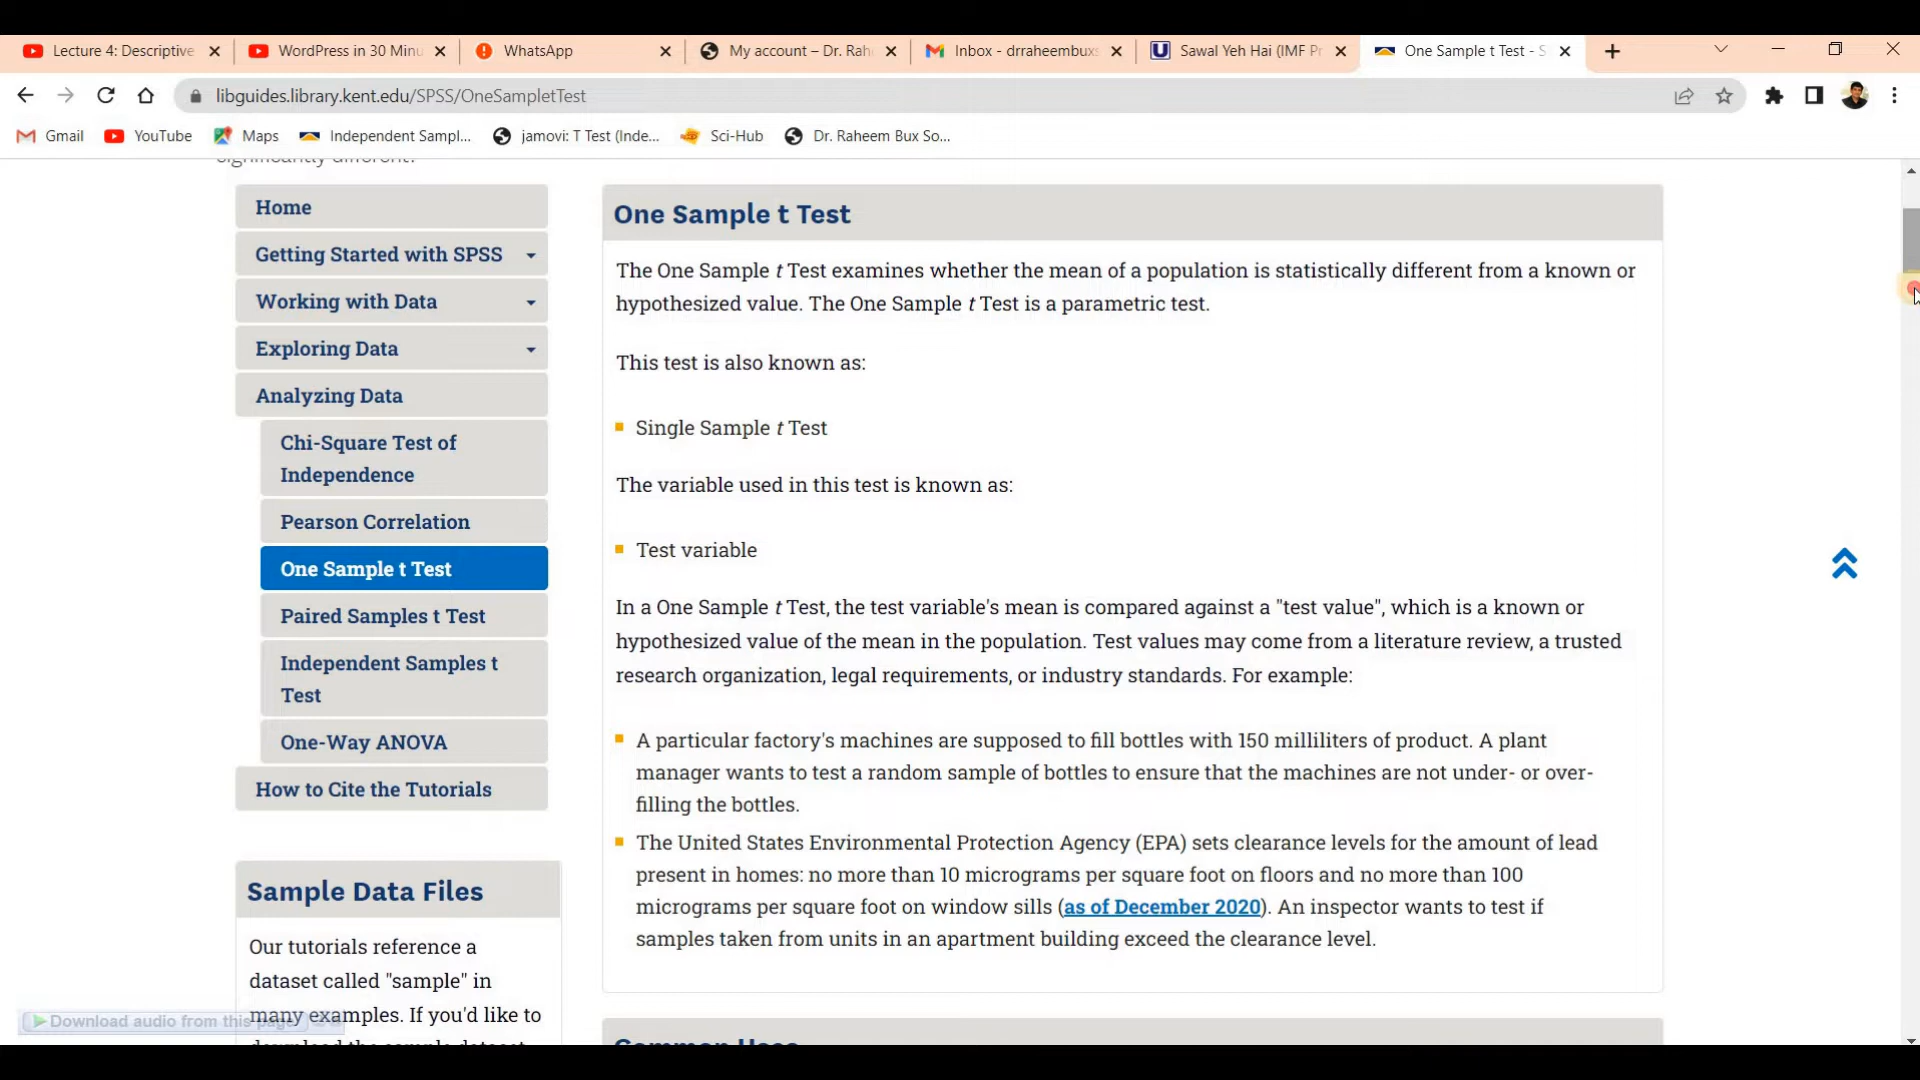 Lecture 4: Descriptive
WordPress in 30 Minu
WhatsApp
My account – Dr. Rah
Inbox - drraheembuxs
Sawal Yeh Hai (IMF Pr
One Sample t Test - S
libguides.library.kent.edu/SPSS/OneSampletTest
Gmail
YouTube
Maps
Independent Sampl...
jamovi: T Test (Inde...
Sci-Hub
Dr. Raheem Bux So...
significantly different.
Home
Getting Started with SPSS
Working with Data
Exploring Data
Analyzing Data
Chi-Square Test of
Independence
Pearson Correlation
One Sample t Test
Paired Samples t Test
Independent Samples t
Test
One-Way ANOVA
How to Cite the Tutorials
Sample Data Files
Our tutorials reference a
dataset called "sample" in
many examples. If you'd like to
download the sample dataset
Download audio from this page
One Sample t Test
The One Sample t Test examines whether the mean of a population is statistically different from a known or
hypothesized value. The One Sample t Test is a parametric test.
This test is also known as:
Single Sample t Test
The variable used in this test is known as:
Test variable
In a One Sample t Test, the test variable's mean is compared against a "test value", which is a known or
hypothesized value of the mean in the population. Test values may come from a literature review, a trusted
research organization, legal requirements, or industry standards. For example:
A particular factory's machines are supposed to fill bottles with 150 milliliters of product. A plant
manager wants to test a random sample of bottles to ensure that the machines are not under- or over-
filling the bottles.
The United States Environmental Protection Agency (EPA) sets clearance levels for the amount of lead
present in homes: no more than 10 micrograms per square foot on floors and no more than 100
micrograms per square foot on window sills (as of December 2020). An inspector wants to test if
samples taken from units in an apartment building exceed the clearance level.
Common Uses